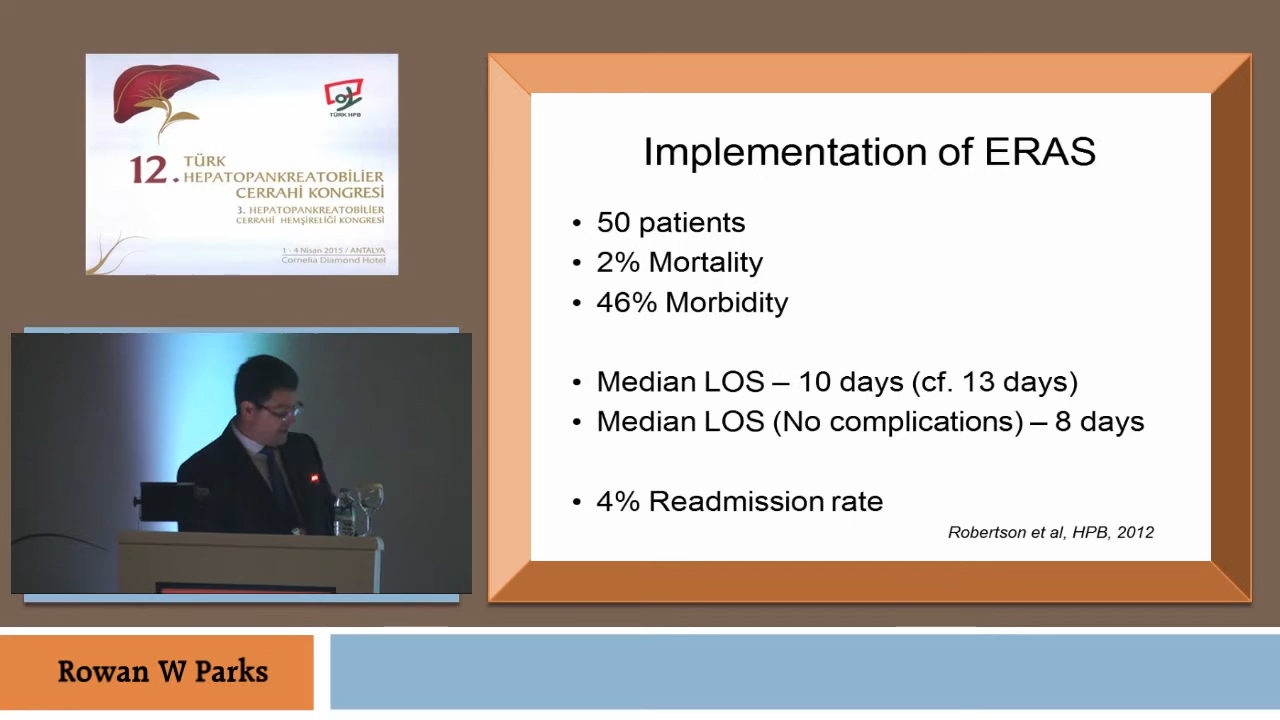 TÜRK HPB
12. TÜRK
HEPATOPANKREATOBİLİER
CERRAHİ KONGRESİ
3. HEPATOPANKREATOBİLİER
CERRAHİ HEMŞİRELİĞİ KONGRESİ
1 - 4 Nisan 2015 / ANTALYA
Cornelia Diamond Hotel
Implementation of ERAS
• 50 patients
• 2% Mortality
• 46% Morbidity
• Median LOS – 10 days (cf. 13 days)
• Median LOS (No complications) – 8 days
• 4% Readmission rate
Robertson et al, HPB, 2012
Rowan W Parks